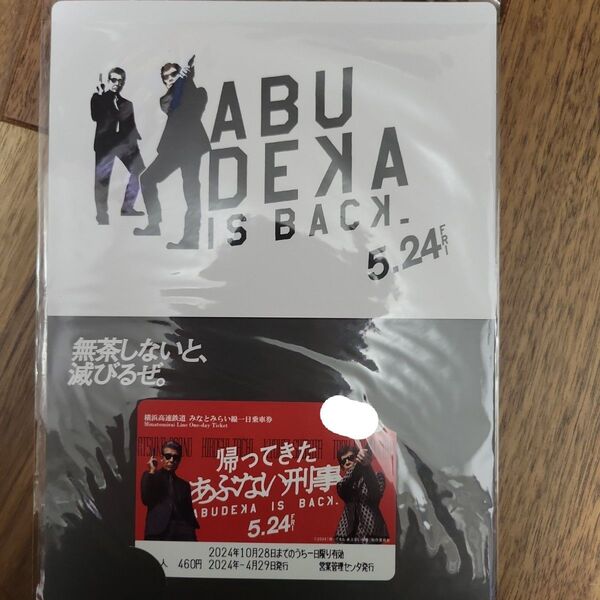 ABU
DEKA
IS BACK.
5.24 FRI
無茶しないと、
滅びるぜ。
横浜高速鉄道 みなとみらい線一日乗車券
Minatomirai Line One-day Ticket
帰ってきた
あぶない刑事
ABUDEKA IS BACK.
5.24 FRI
2024年10月28日までのうち一日限り有効
人 460円 2024年-4月29日発行 営業管理センタ発行